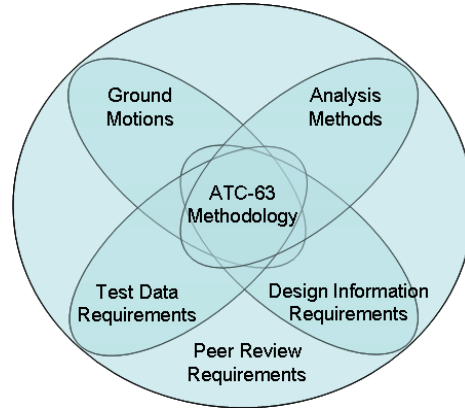 Ground
Motions
Analysis
Methods
ATC-63
Methodology
Test Data
Requirements
Design Information
Requirements
Peer Review
Requirements